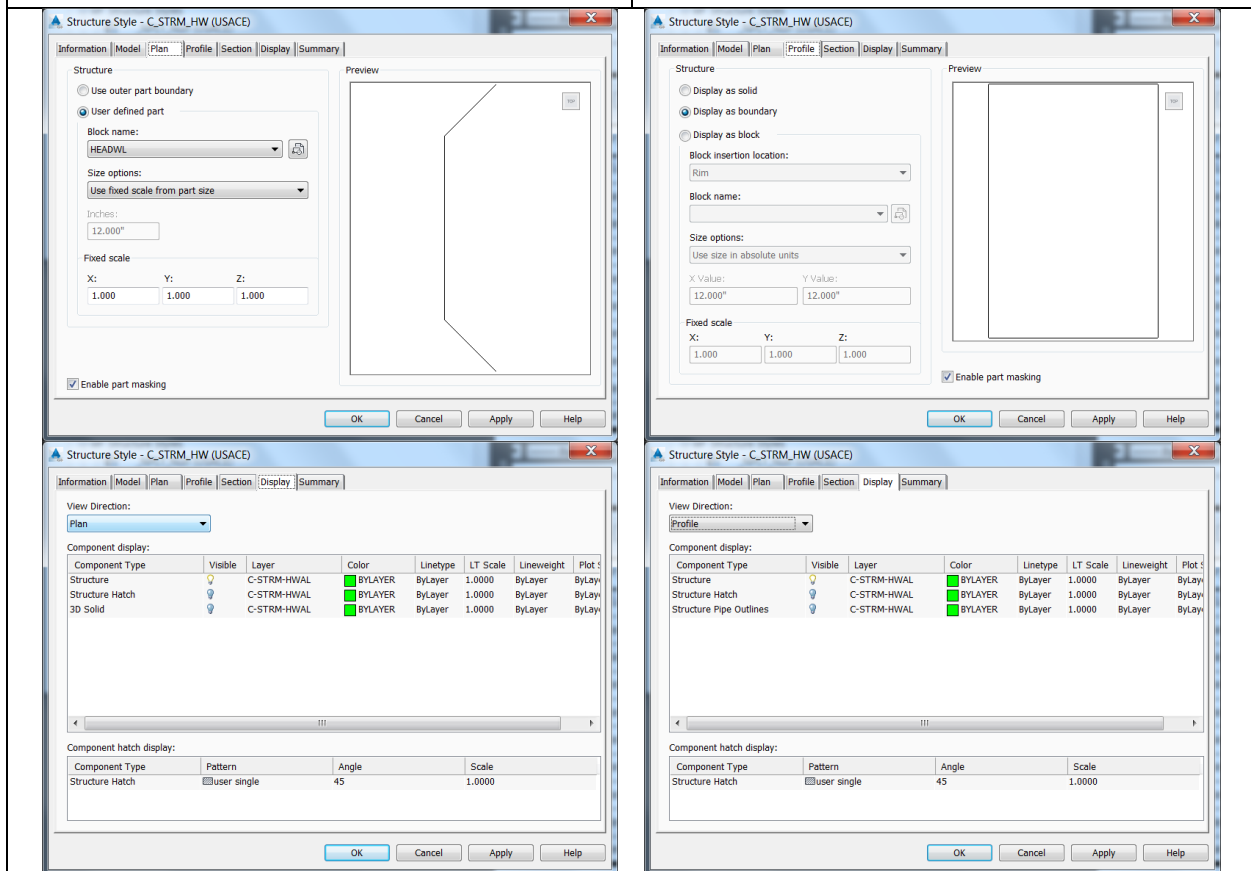 Structure Style - C_STRM_HW (USACE)
X
Information Model Plan Profile Section Display Summary
Structure
Use outer part boundary
User defined part
Block name:
HEADWL
Size options:
Use fixed scale from part size
Inches:
12.000"
Fixed scale
X: Y: Z:
1.000 1.000 1.000
Enable part masking
Preview
TOP
OK Cancel Apply Help
Structure Style - C_STRM_HW (USACE)
X
Information Model Plan Profile Section Display Summary
Structure
Display as solid
Display as boundary
Display as block
Block insertion location:
Rim
Block name:
Size options:
Use size in absolute units
X Value: Y Value:
12.000" 12.000"
Fixed scale
X: Y: Z:
1.000 1.000 1.000
Preview
TOP
Enable part masking
OK Cancel Apply Help
Structure Style - C_STRM_HW (USACE)
X
Information Model Plan Profile Section Display Summary
View Direction:
Plan
Component display:
Component Type Visible Layer Color Linetype LT Scale Lineweight Plot S
Structure C-STRM-HWAL BYLAYER ByLayer 1.0000 ByLayer ByLay
Structure Hatch C-STRM-HWAL BYLAYER ByLayer 1.0000 ByLayer ByLay
3D Solid C-STRM-HWAL BYLAYER ByLayer 1.0000 ByLayer ByLay
Component hatch display:
Component Type Pattern Angle Scale
Structure Hatch user single 45 1.0000
OK Cancel Apply Help
Structure Style - C_STRM_HW (USACE)
X
Information Model Plan Profile Section Display Summary
View Direction:
Profile
Component display:
Component Type Visible Layer Color Linetype LT Scale Lineweight Plot S
Structure C-STRM-HWAL BYLAYER ByLayer 1.0000 ByLayer ByLay
Structure Hatch C-STRM-HWAL BYLAYER ByLayer 1.0000 ByLayer ByLay
Structure Pipe Outlines C-STRM-HWAL BYLAYER ByLayer 1.0000 ByLayer ByLay
Component hatch display:
Component Type Pattern Angle Scale
Structure Hatch user single 45 1.0000
OK Cancel Apply Help